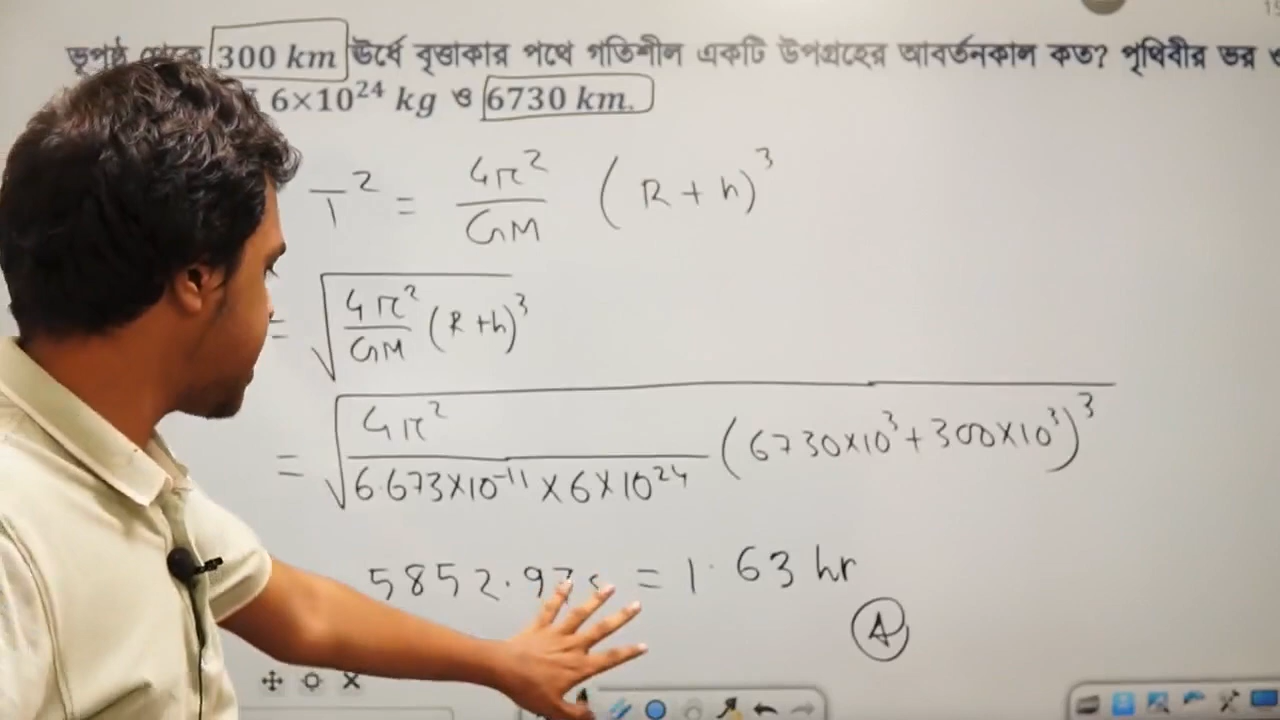 ভূপৃষ্ঠ থেকে 300 km ঊর্ধে বৃত্তাকার পথে গতিশীল একটি উপগ্রহের আবর্তনকাল কত? পৃথিবীর ভর
6×10²⁴ kg ও 6730 km.
T² = 4π²/GM (R+h)³
= √(4π²/GM (R+h)³)
= √(4π²/(6.673×10⁻¹¹ × 6×10²⁴) (6730×10³+300×10³)³)
5852.97s = 1.63 hr
A